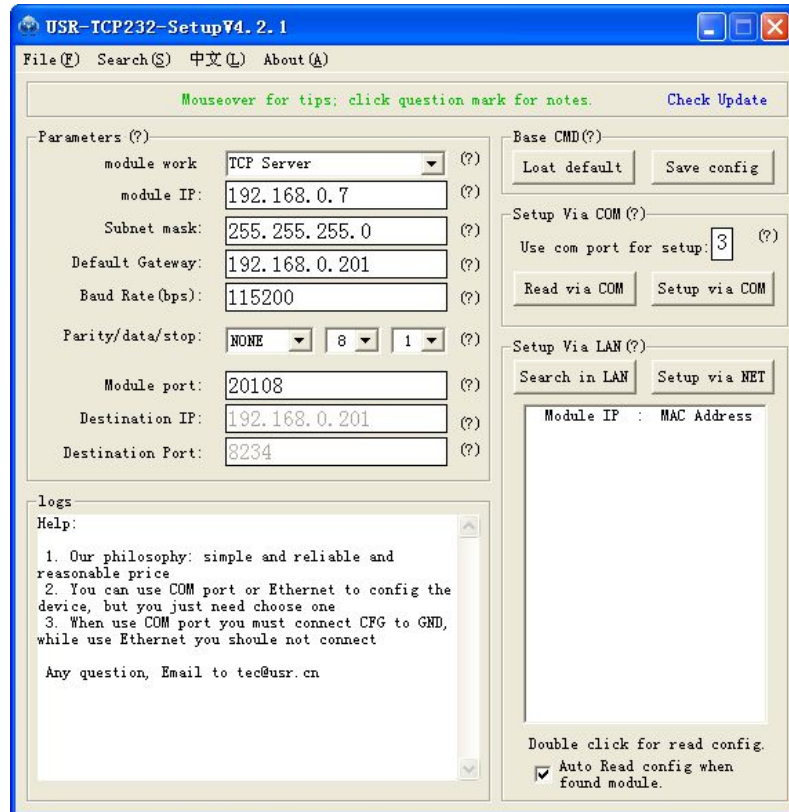 USR-TCP232-SetupV4.2.1
File(F) Search(S) 中文(L) About(A)
Mouseover for tips; click question mark for notes. Check Update
Parameters (?)
module work TCP Server (?)
module IP: 192.168.0.7 (?)
Subnet mask: 255.255.255.0 (?)
Default Gateway: 192.168.0.201 (?)
Baud Rate(bps): 115200 (?)
Parity/data/stop: NONE 8 1 (?)
Module port: 20108 (?)
Destination IP: 192.168.0.201 (?)
Destination Port: 8234 (?)
Base CMD(?)
Loat default Save config
Setup Via COM(?)
Use com port for setup: 3 (?)
Read via COM Setup via COM
Setup Via LAN(?)
Search in LAN Setup via NET
Module IP : MAC Address
Double click for read config.
Auto Read config when
found module.
logs
Help:
1. Our philosophy: simple and reliable and
reasonable price
2. You can use COM port or Ethernet to config the
device, but you just need choose one
3. When use COM port you must connect CFG to GND,
while use Ethernet you shoule not connect
Any question, Email to tec@usr.cn